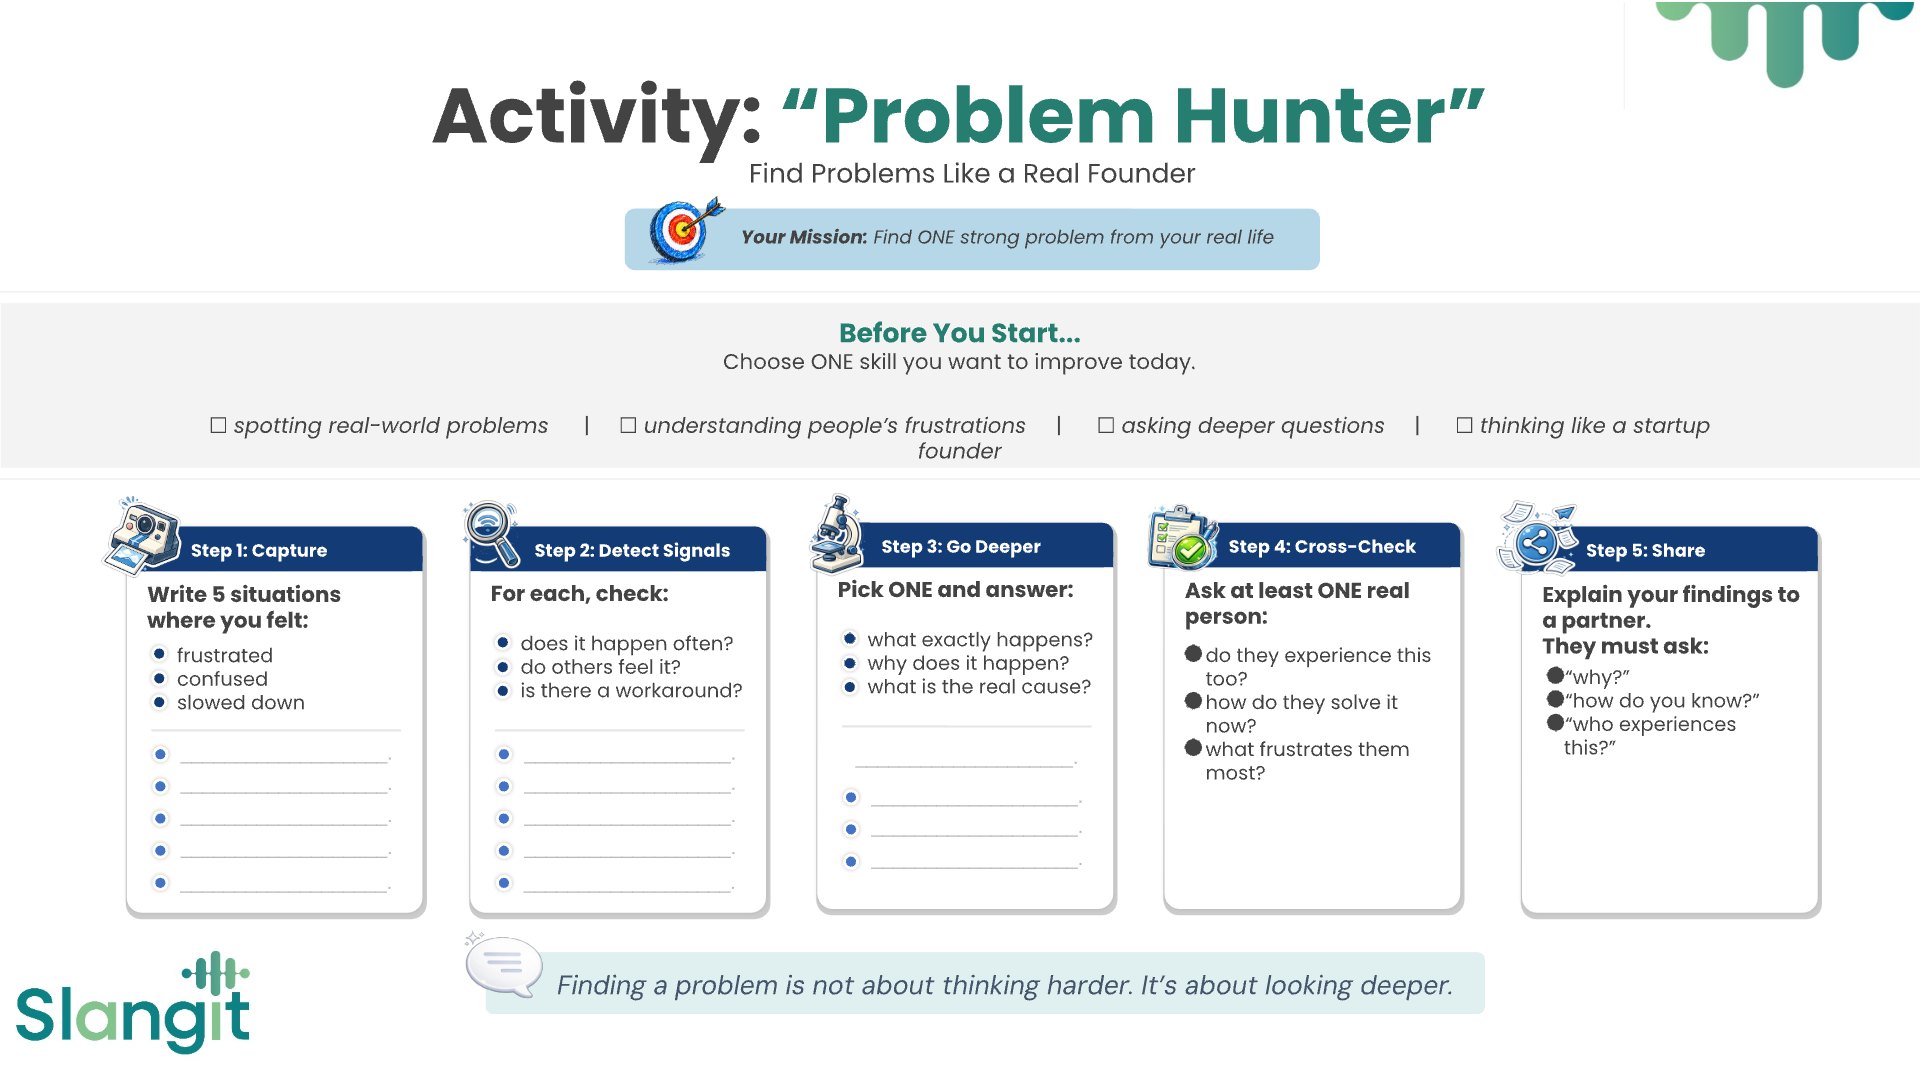 Activity: “Problem Hunter”
Find Problems Like a Real Founder
Your Mission: Find ONE strong problem from your real life
Before You Start...
Choose ONE skill you want to improve today.
☐ spotting real-world problems | ☐ understanding people’s frustrations | ☐ asking deeper questions | ☐ thinking like a startup
founder
Step 1: Capture
Write 5 situations
where you felt:
frustrated
confused
slowed down
Step 2: Detect Signals
For each, check:
does it happen often?
do others feel it?
is there a workaround?
Step 3: Go Deeper
Pick ONE and answer:
what exactly happens?
why does it happen?
what is the real cause?
Step 4: Cross-Check
Ask at least ONE real
person:
do they experience this
too?
how do they solve it
now?
what frustrates them
most?
Step 5: Share
Explain your findings to
a partner.
They must ask:
“why?”
“how do you know?”
“who experiences
this?”
Finding a problem is not about thinking harder. It’s about looking deeper.
Slangit